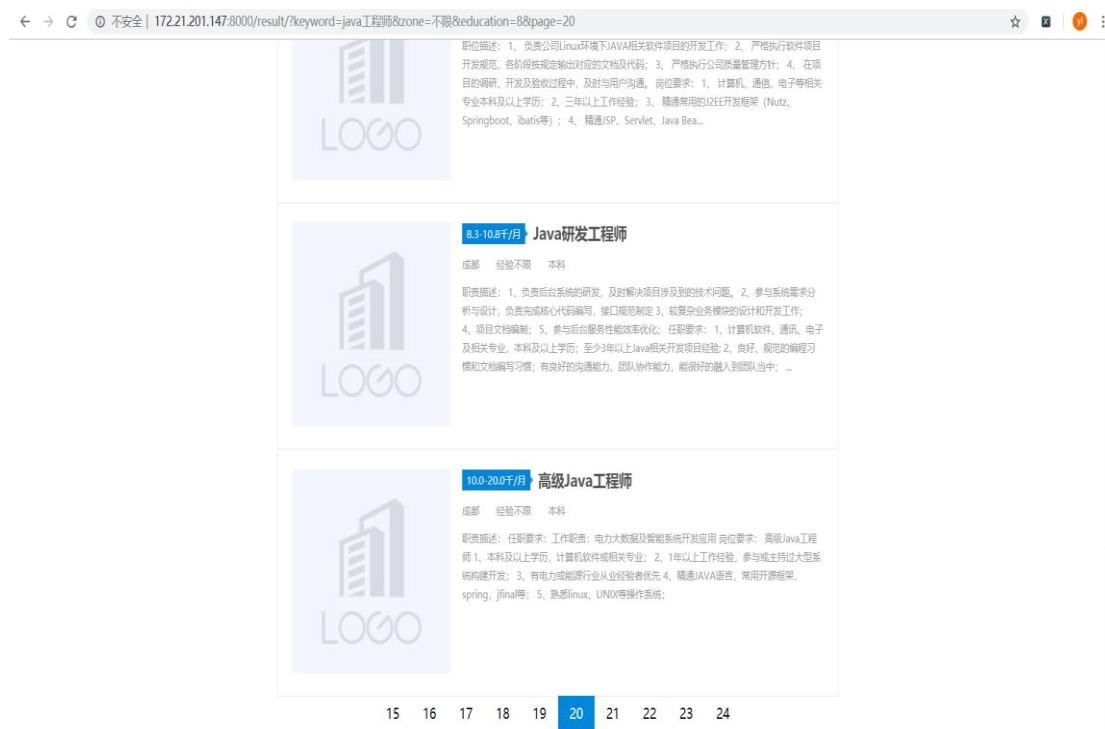 不安全 | 172.21.201.147:8000/result/?keyword=java工程师&zone=不限&education=8&page=20
职位描述： 1、 负责公司Linux环境下JAVA相关软件项目的开发工作； 2、 严格执行软件项目
开发规范、各阶段按规定输出对应的文档及代码； 3、 严格执行公司质量管理方针； 4、 在项
目的调研、开发及验收过程中，及时与用户沟通。 岗位要求： 1、 计算机、通信、电子等相关
专业本科及以上学历； 2、三年以上工作经验； 3、 精通常用的J2EE开发框架（Nutz、
Springboot、ibatis等）； 4、 精通JSP、Servlet、Java Bea...
LOGO
8.3-10.8千/月 Java研发工程师
成都 经验不限 本科
职责描述： 1、负责后台系统的研发，及时解决项目涉及到的技术问题。 2、参与系统需求分
析与设计，负责完成核心代码编写，接口规范制定 3、较复杂业务模块的设计和开发工作；
4、项目文档编制； 5、参与后台服务性能效率优化； 任职要求： 1、计算机软件、通讯、电子
及相关专业，本科及以上学历；至少3年以上Java相关开发项目经验; 2、良好、规范的编程习
惯和文档编写习惯；有良好的沟通能力、团队协作能力，能很好的融入到团队当中； ...
LOGO
10.0-20.0千/月 高级Java工程师
成都 经验不限 本科
职责描述： 任职要求：工作职责：电力大数据及智能系统开发应用 岗位要求： 高级Java工程
师 1、本科及以上学历，计算机软件或相关专业； 2、1年以上工作经验，参与或主持过大型系
统构建开发； 3、有电力或能源行业从业经验者优先 4、精通JAVA语言，常用开源框架，
spring，jfinal等； 5、熟悉linux、UNIX等操作系统；
LOGO
15 16 17 18 19 20 21 22 23 24